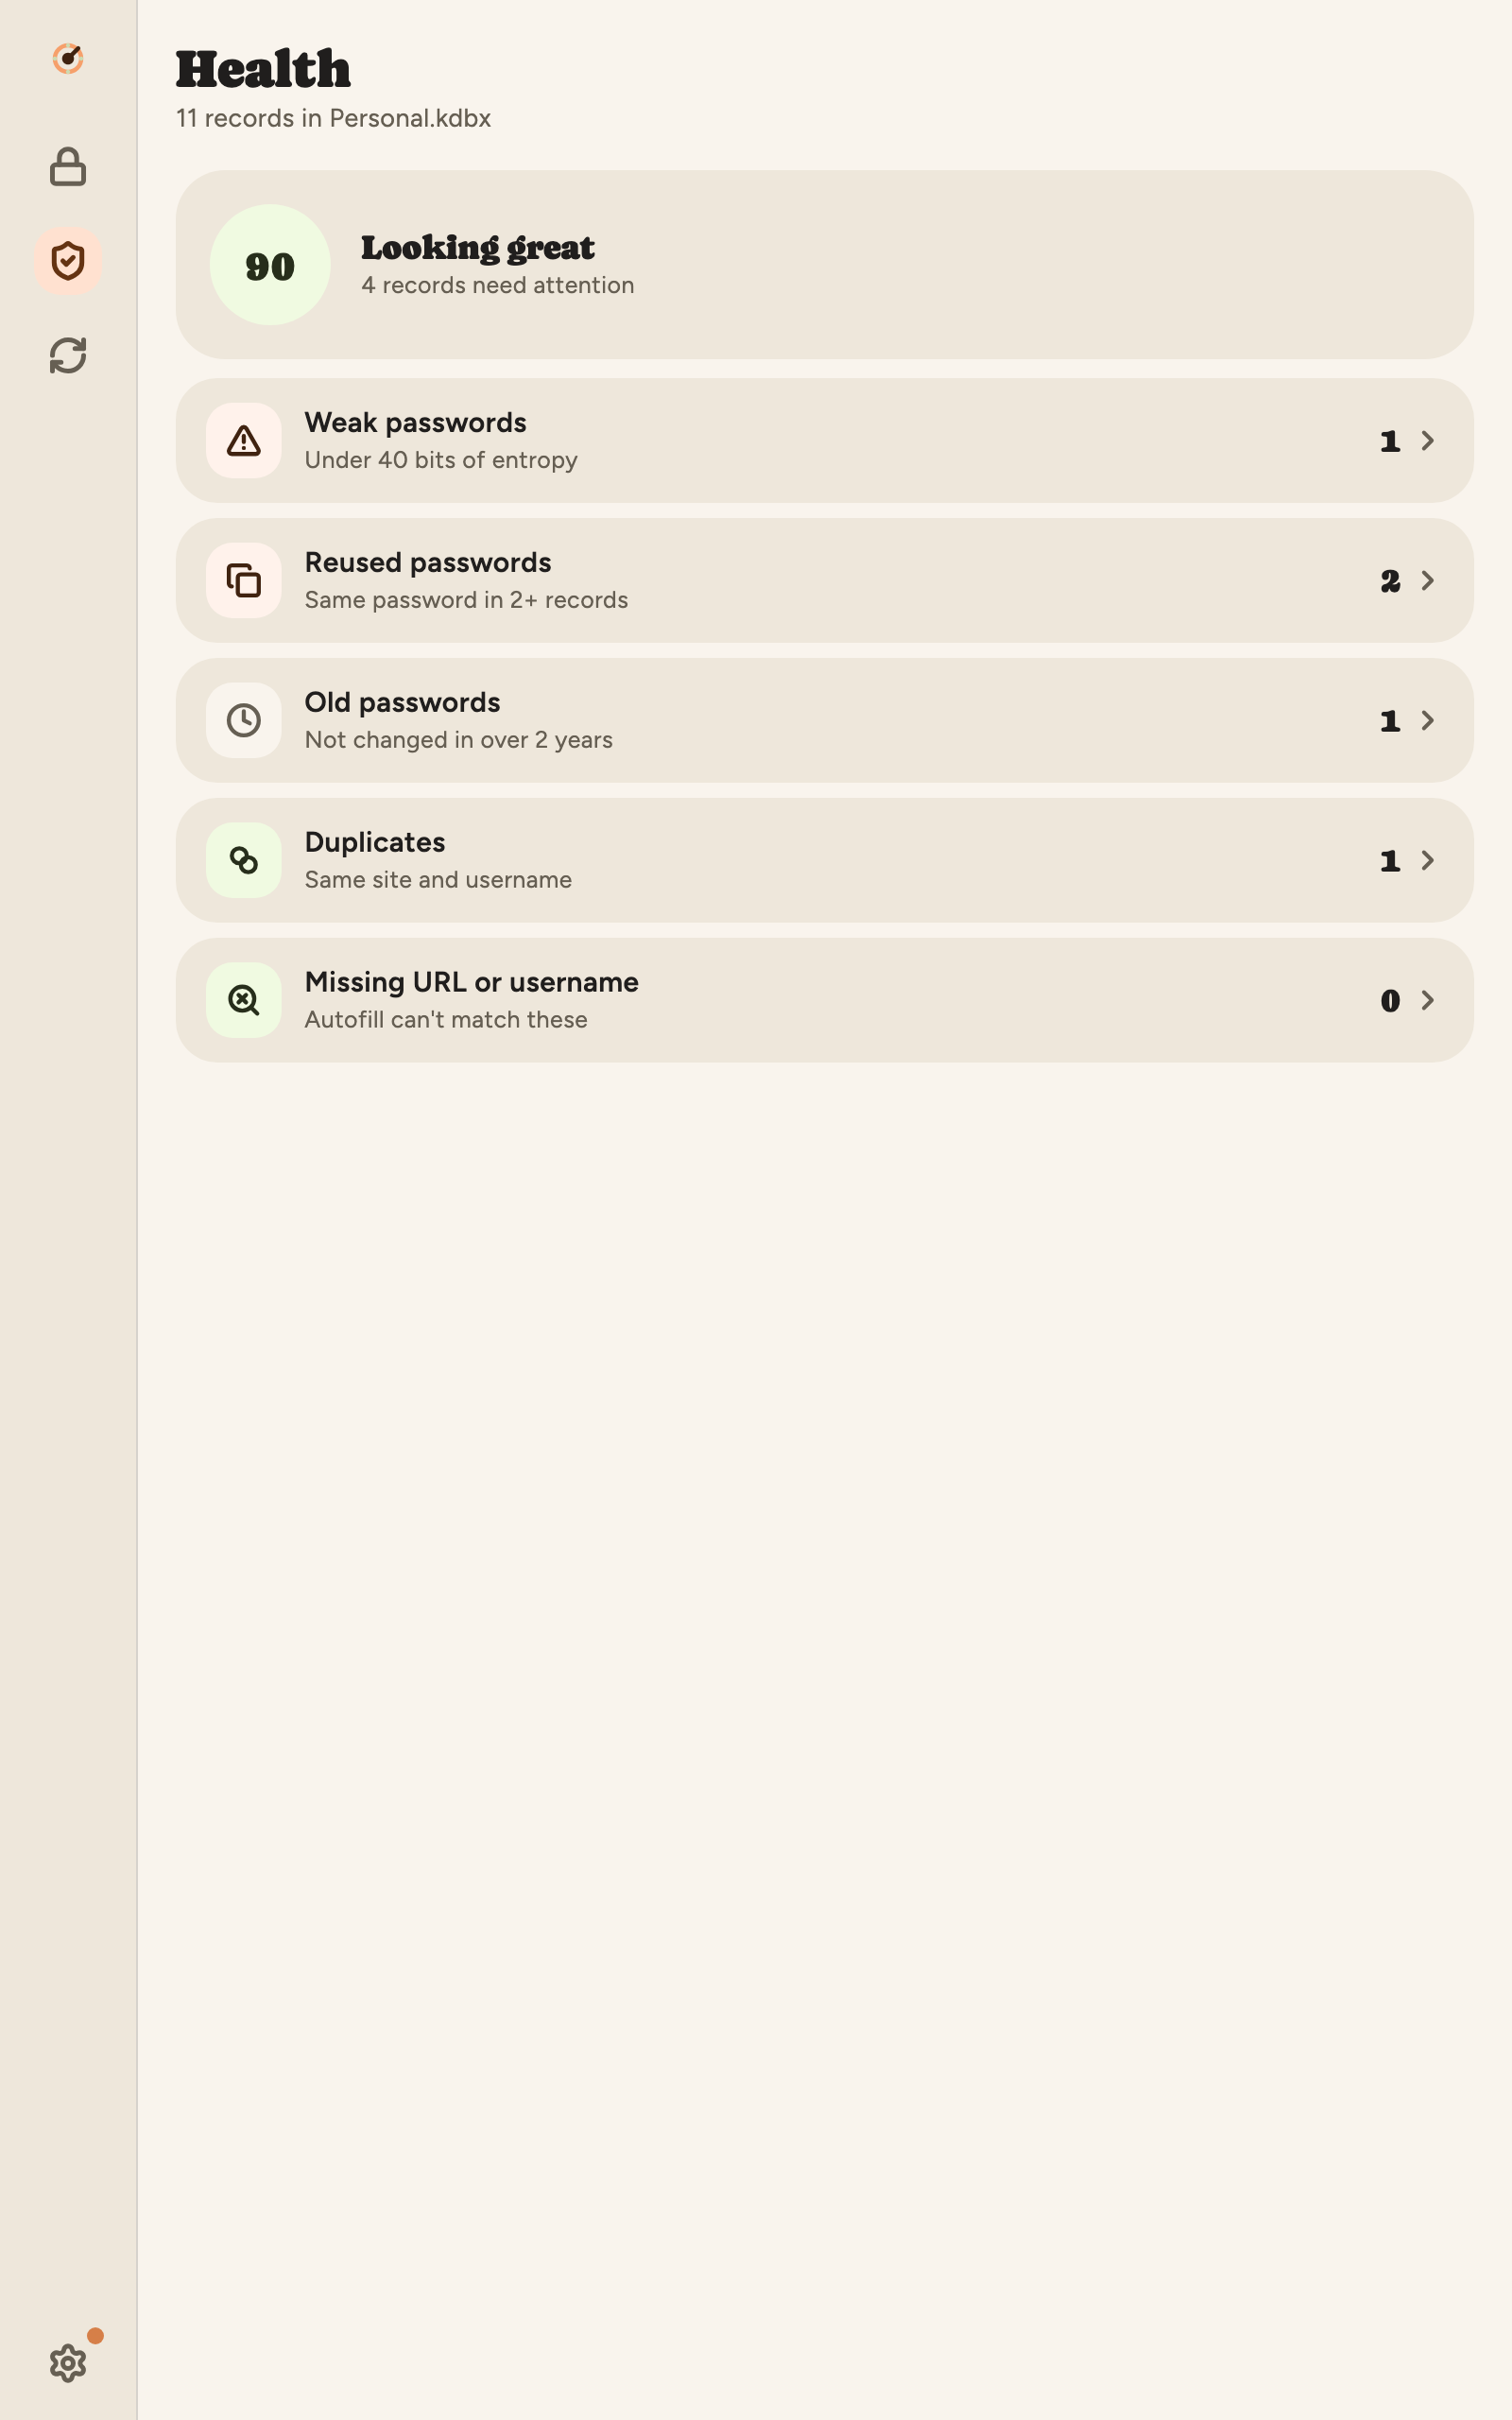 Health
11 records in Personal.kdbx
90
Looking great
4 records need attention
Weak passwords
Under 40 bits of entropy
1
Reused passwords
Same password in 2+ records
2
Old passwords
Not changed in over 2 years
1
Duplicates
Same site and username
1
Missing URL or username
Autofill can't match these
0